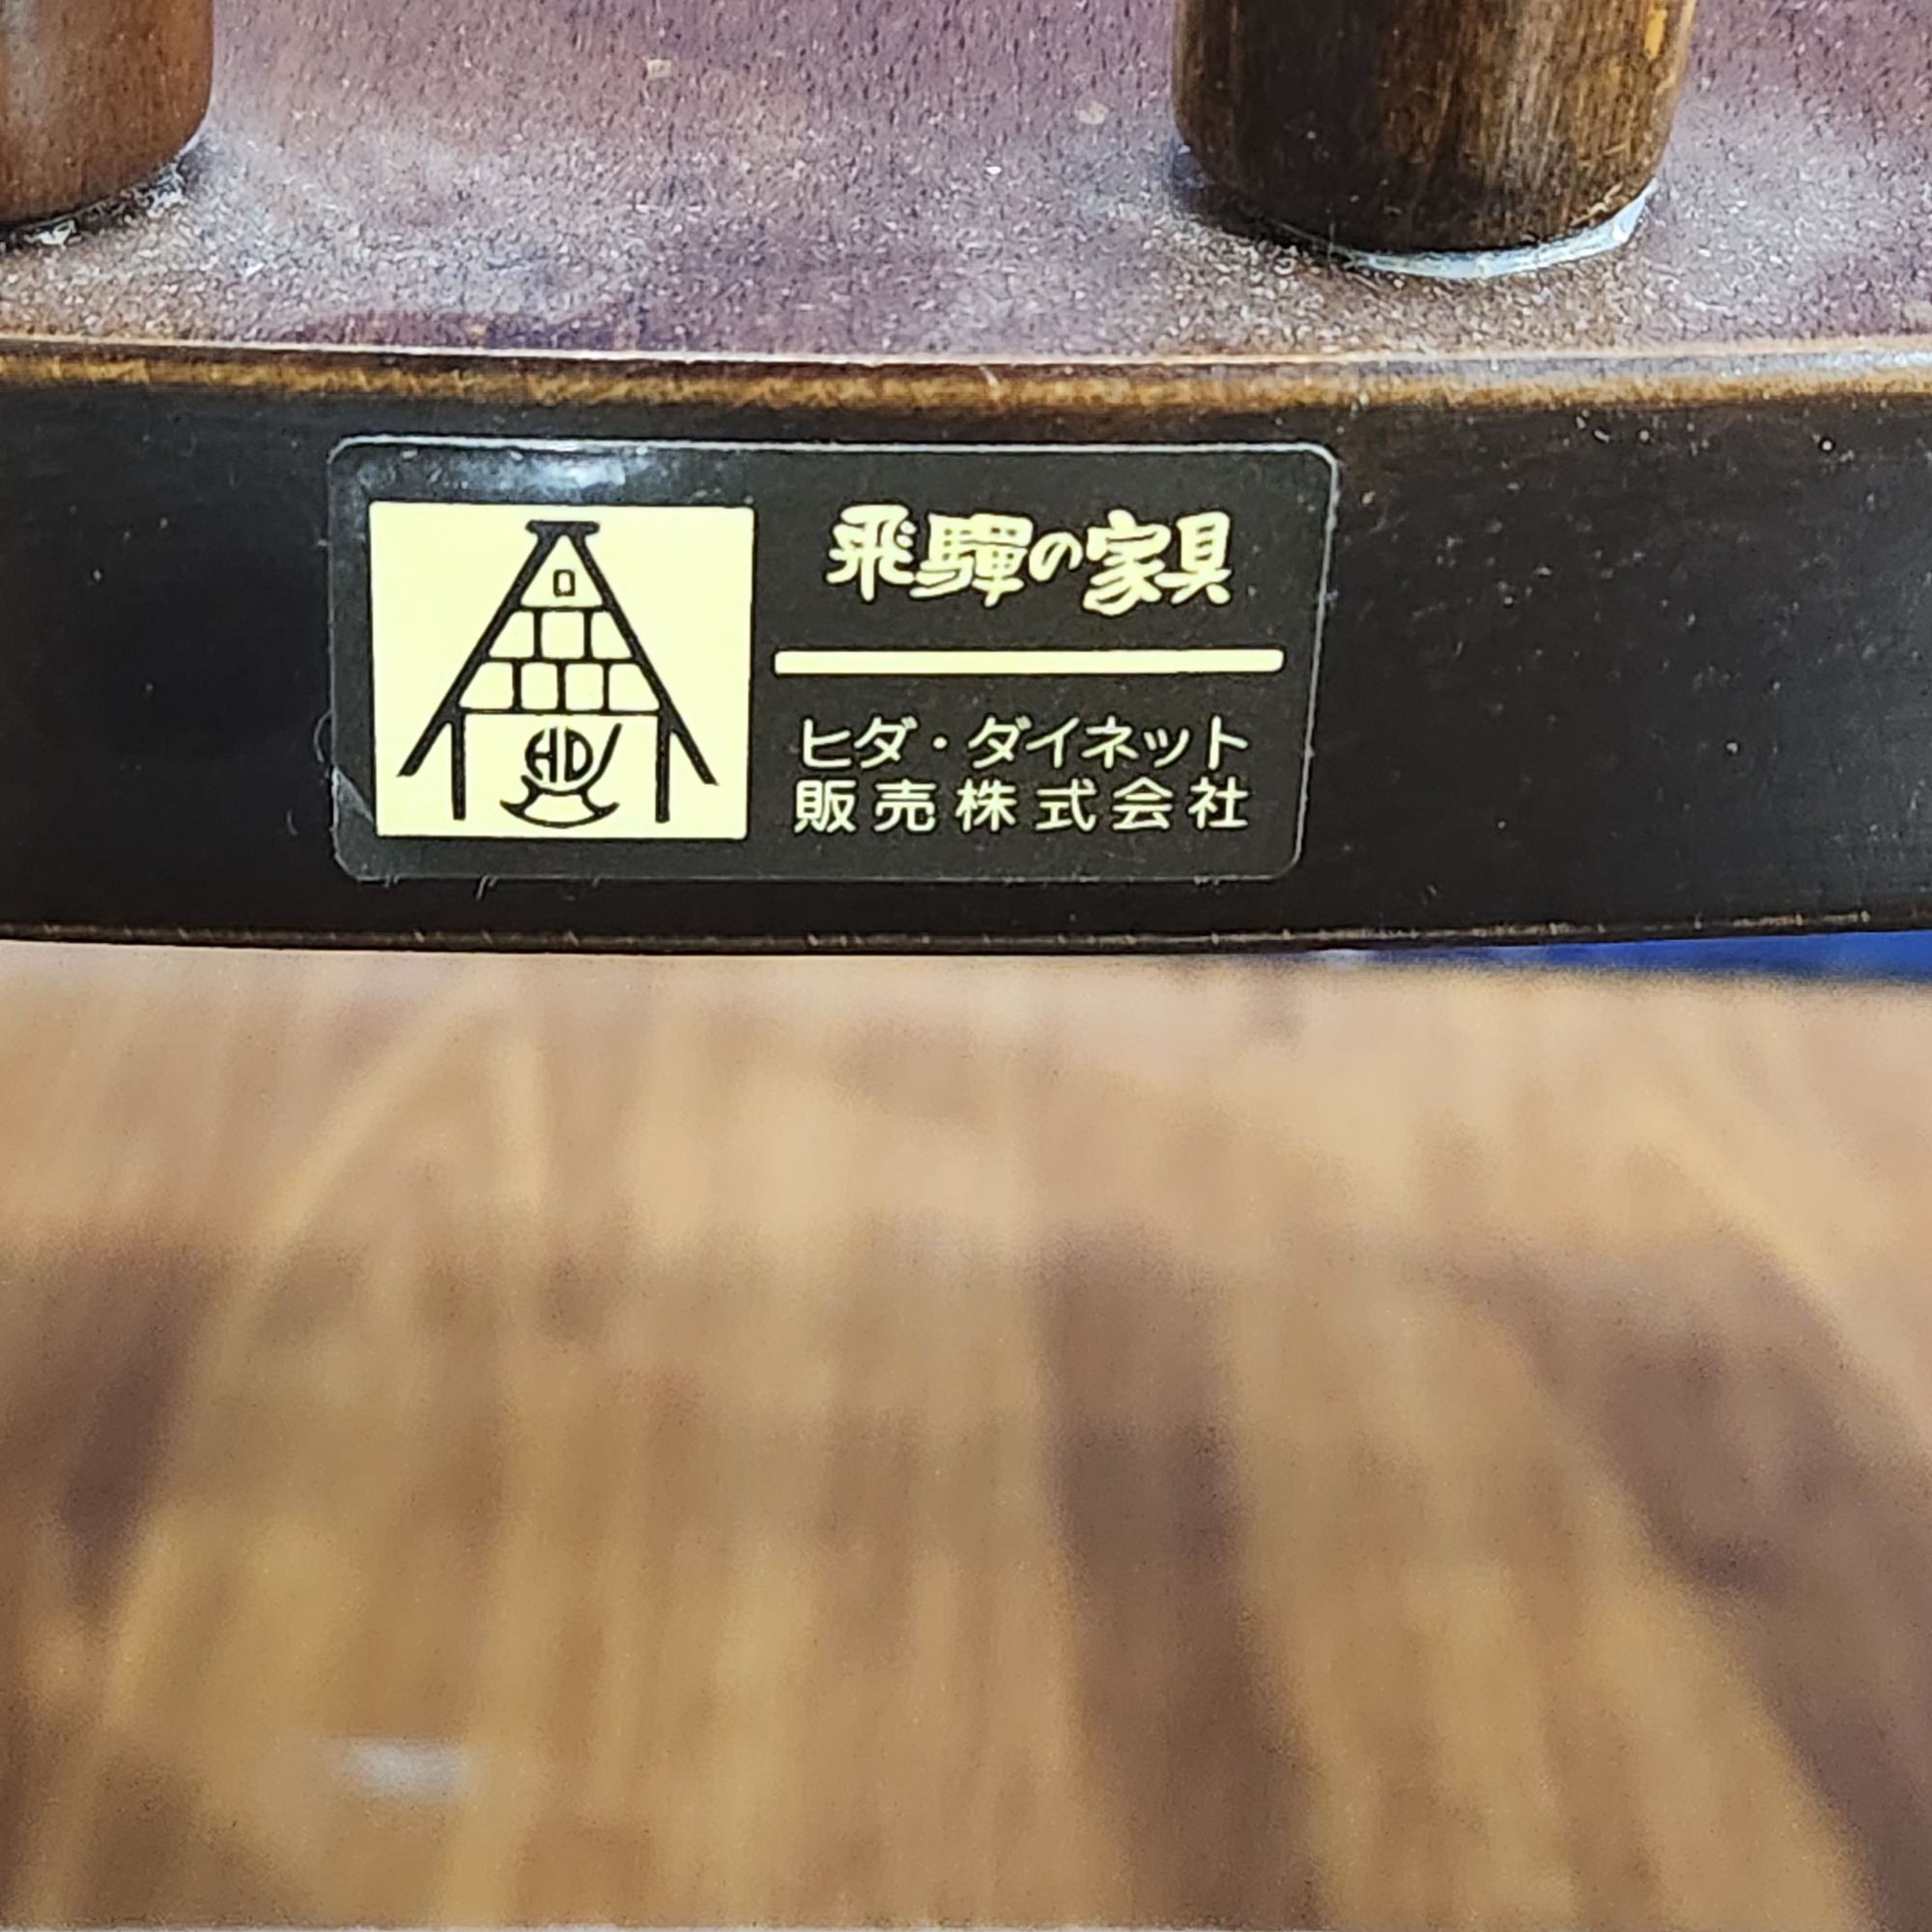 飛騨の家具
ヒダ・ダイネット
販売株式会社
HD